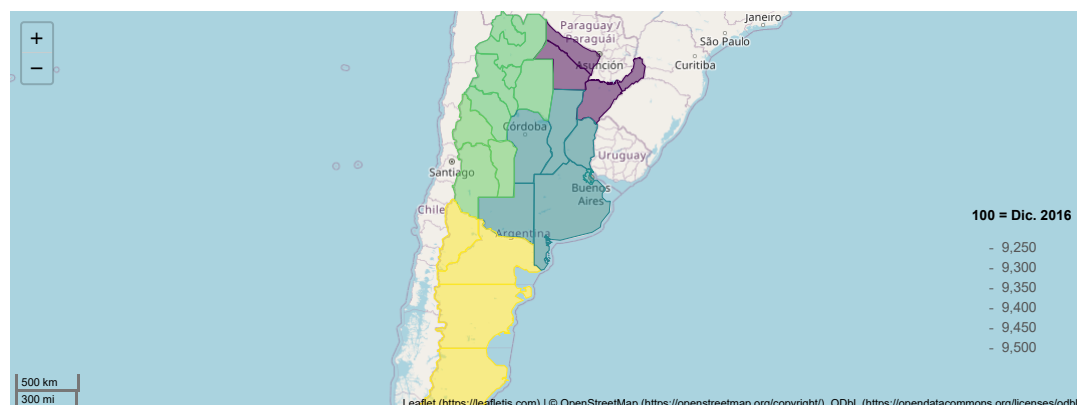 +
−
Janeiro
Paraguay /
Paraguái
São Paulo
Asunción
Curitiba
Córdoba
Uruguay
Santiago
Buenos
Aires
Chile
Argentina
100 = Dic. 2016
- 9,250
- 9,300
- 9,350
- 9,400
- 9,450
- 9,500
500 km
300 mi
Leaflet (https://leafletjs.com) | © OpenStreetMap (https://openstreetmap.org/copyright/), ODbL (https://opendatacommons.org/licenses/odbl